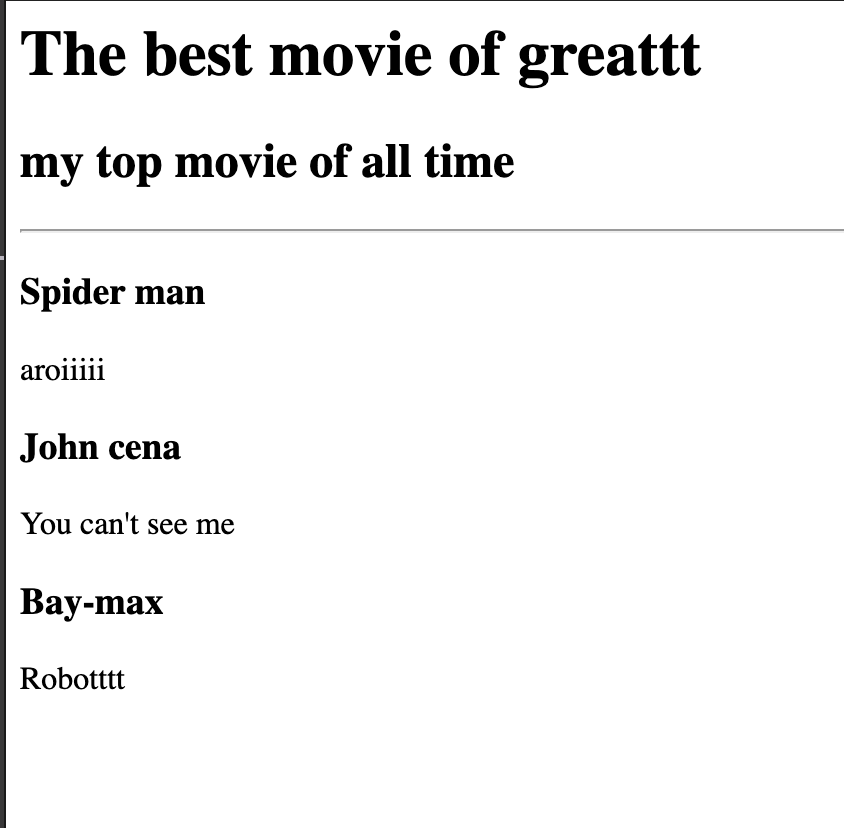 The best movie of greattt
my top movie of all time
Spider man
aroiiiii
John cena
You can't see me
Bay-max
Robotttt